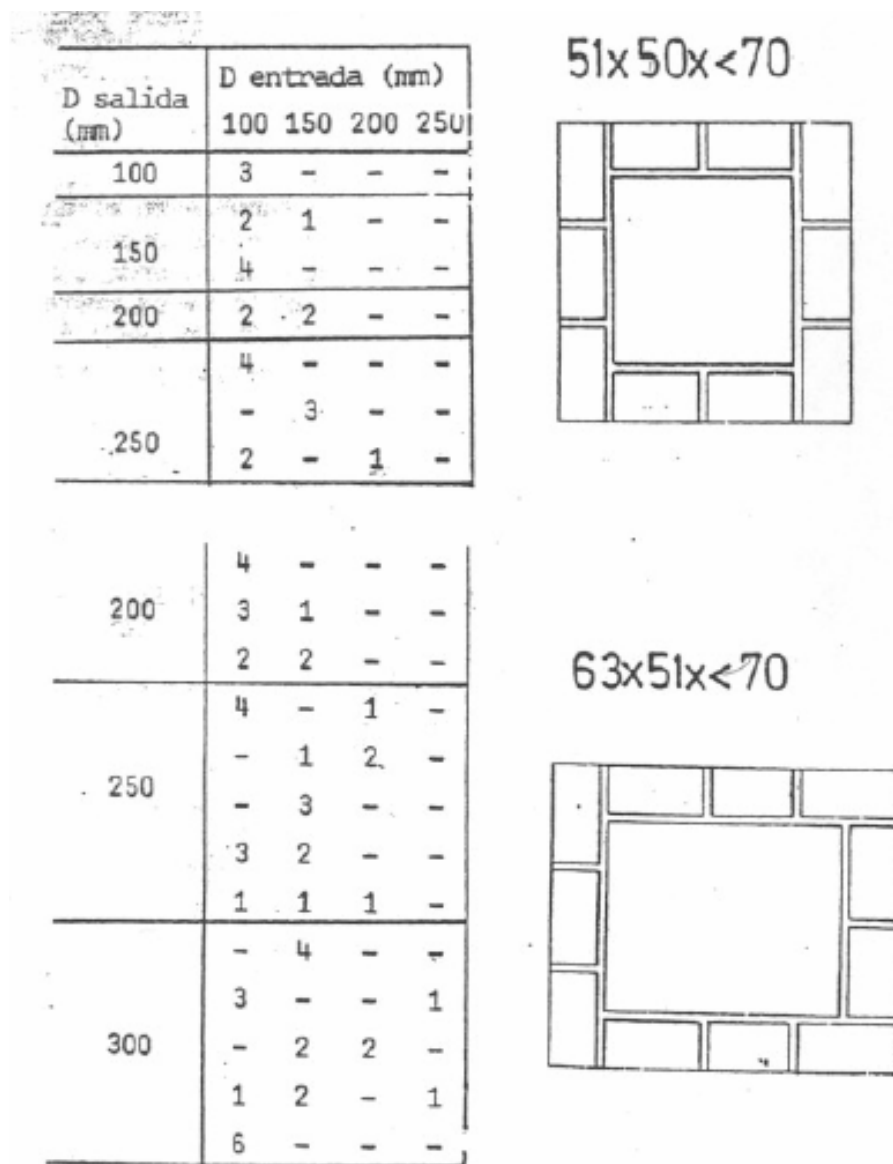 D salida
(mm)
D entrada (mm)
100 150 200 250
100 3 - - -
2 1 - -
150
4 - - -
200 2 2 - -
4 - - -
- 3 - -
250
2 - 1 -
51x50x<70
4 - - -
200 3 1 - -
2 2 - -
4 - 1 -
- 1 2 -
250
- 3 - -
3 2 - -
1 1 1 -
- 4 - -
3 - - 1
300 - 2 2 -
1 2 - 1
6 - - -
63x51x<70